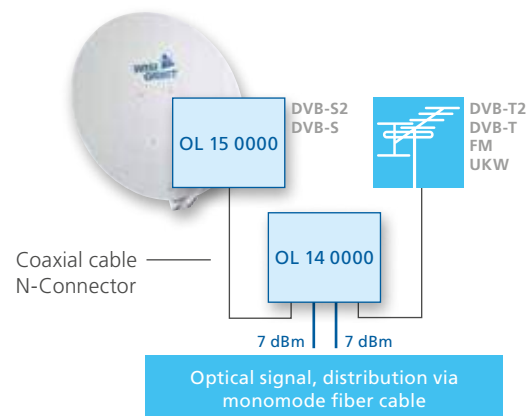 WISI
ORBIT
OL 15 0000
DVB-S2
DVB-S
DVB-T2
DVB-T
FM
UKW
Coaxial cable
N-Connector
OL 14 0000
7 dBm
7 dBm
Optical signal, distribution via
monomode fiber cable